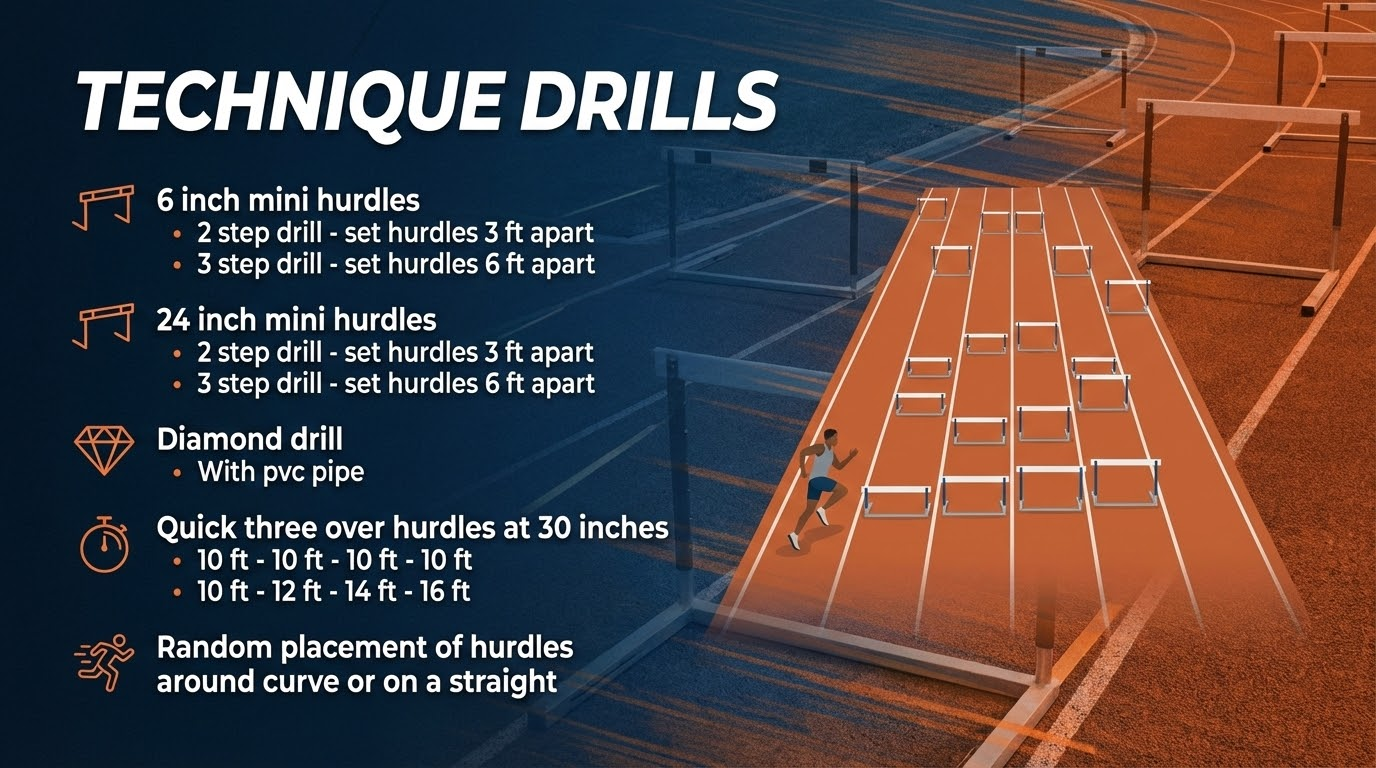 TECHNIQUE DRILLS
6 inch mini hurdles
• 2 step drill - set hurdles 3 ft apart
• 3 step drill - set hurdles 6 ft apart
24 inch mini hurdles
• 2 step drill - set hurdles 3 ft apart
• 3 step drill - set hurdles 6 ft apart
Diamond drill
• With pvc pipe
Quick three over hurdles at 30 inches
• 10 ft - 10 ft - 10 ft - 10 ft
• 10 ft - 12 ft - 14 ft - 16 ft
Random placement of hurdles
around curve or on a straight